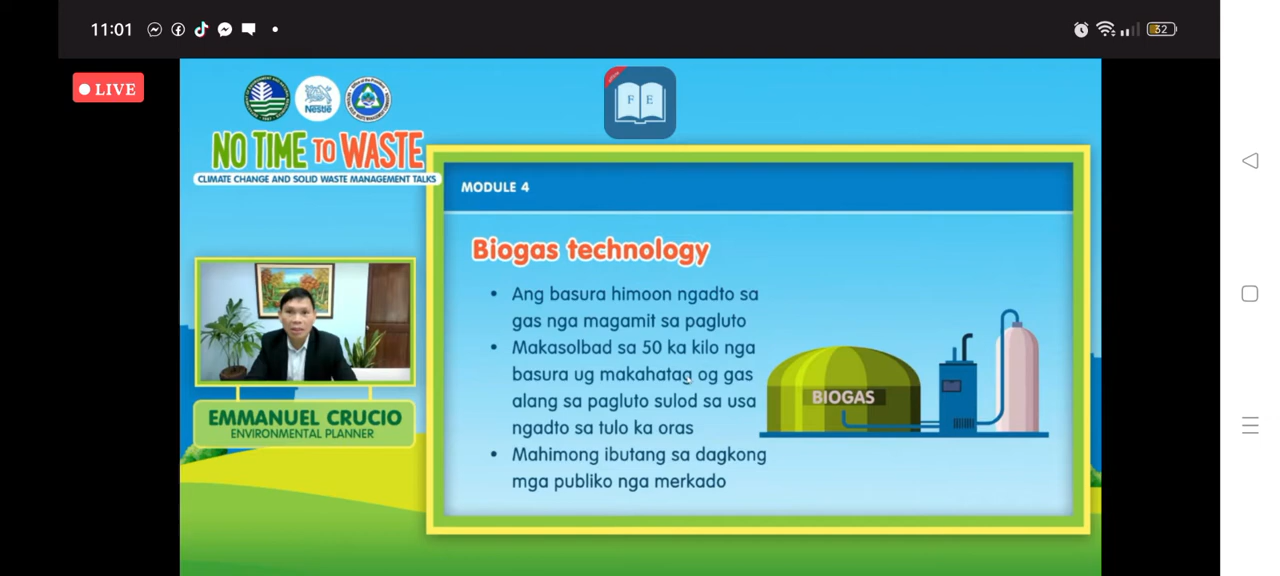 11:01
32
LIVE
Nestlé
F E
NO TIME TO WASTE
CLIMATE CHANGE AND SOLID WASTE MANAGEMENT TALKS
MODULE 4
Biogas technology
• Ang basura himoon ngadto sa
gas nga magamit sa pagluto
• Makasolbad sa 50 ka kilo nga
basura ug makahatag og gas
alang sa pagluto sulod sa usa
ngadto sa tulo ka oras
• Mahimong ibutang sa dagkong
mga publiko nga merkado
BIOGAS
EMMANUEL CRUCIO
ENVIRONMENTAL PLANNER